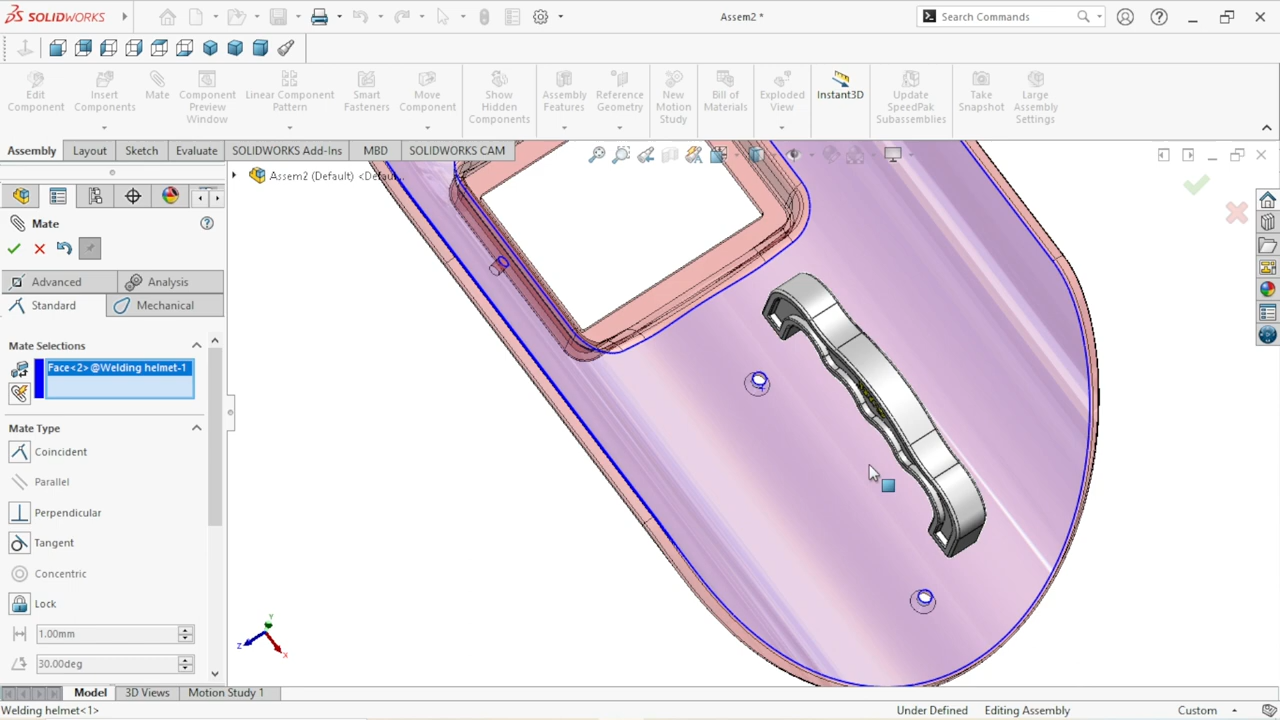 SOLIDWORKS
Assem2 *
Search Commands
Edit Component
Insert Components
Mate
Component Preview Window
Linear Component Pattern
Smart Fasteners
Move Component
Show Hidden Components
Assembly Features
Reference Geometry
New Motion Study
Bill of Materials
Exploded View
Instant3D
Update SpeedPak Subassemblies
Take Snapshot
Large Assembly Settings
Assembly
Layout
Sketch
Evaluate
SOLIDWORKS Add-Ins
MBD
SOLIDWORKS CAM
Assem2 (Default) <Defau...
Mate
Advanced
Analysis
Standard
Mechanical
Mate Selections
Face<2>@Welding helmet-1
Mate Type
Coincident
Parallel
Perpendicular
Tangent
Concentric
Lock
1.00mm
30.00deg
Y
Z
X
Model
3D Views
Motion Study 1
Welding helmet<1>
Under Defined
Editing Assembly
Custom